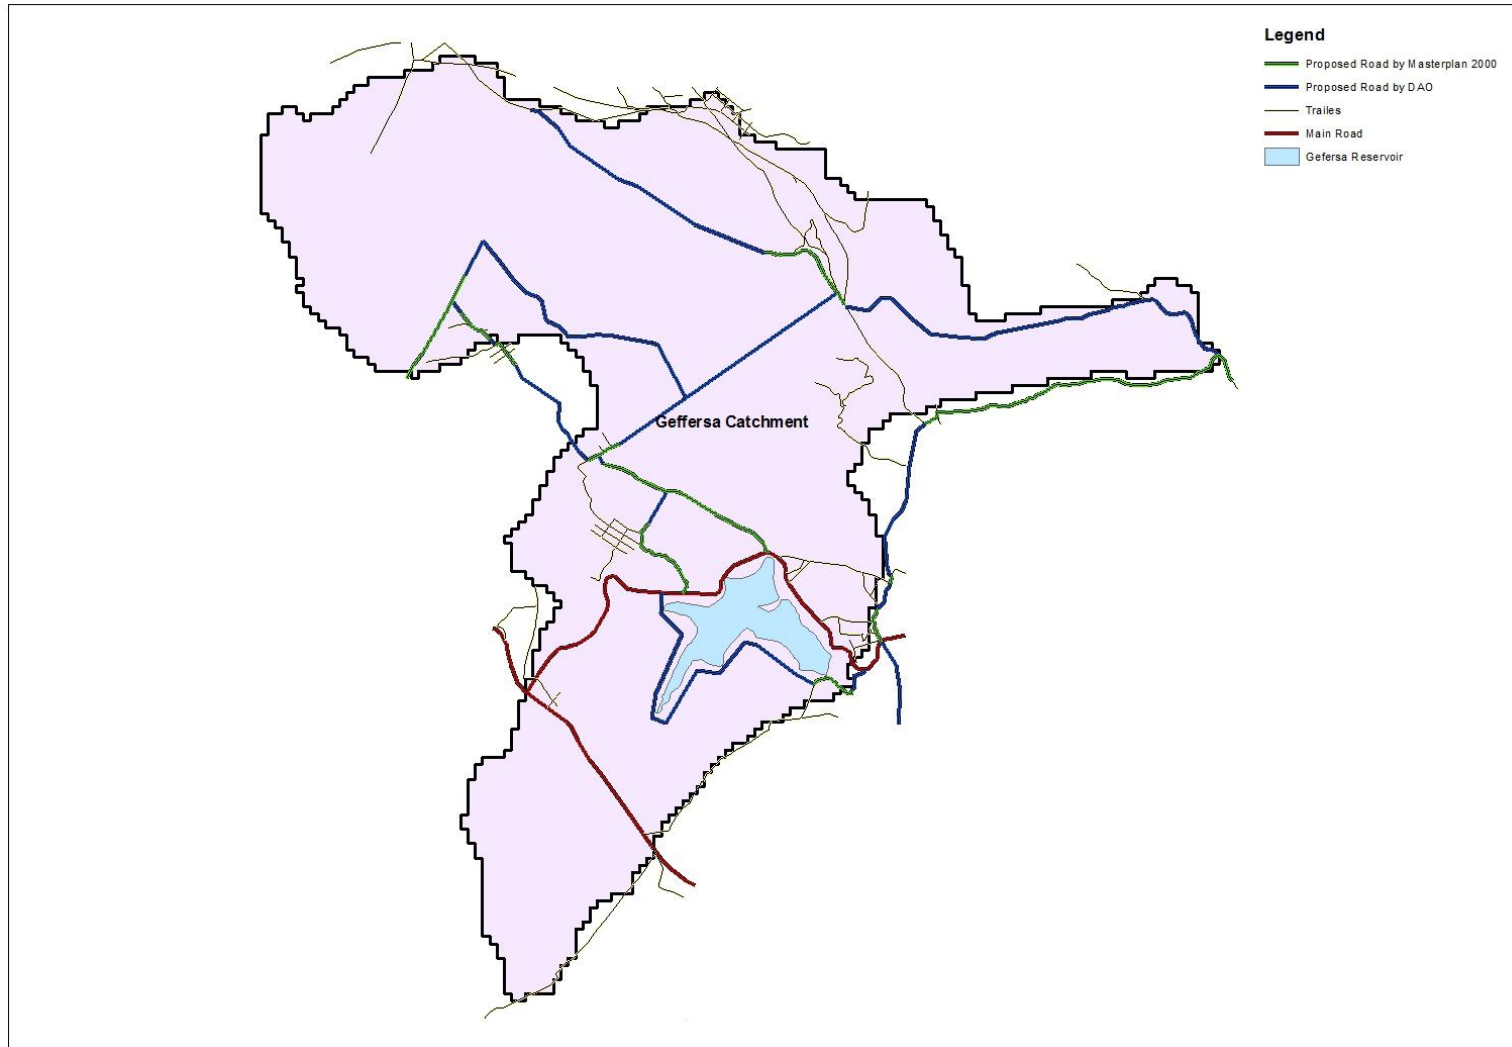 Legend
Proposed Road by Masterplan 2000
Proposed Road by DAO
Trailes
Main Road
Gefersa Reservoir
Geffersa Catchment